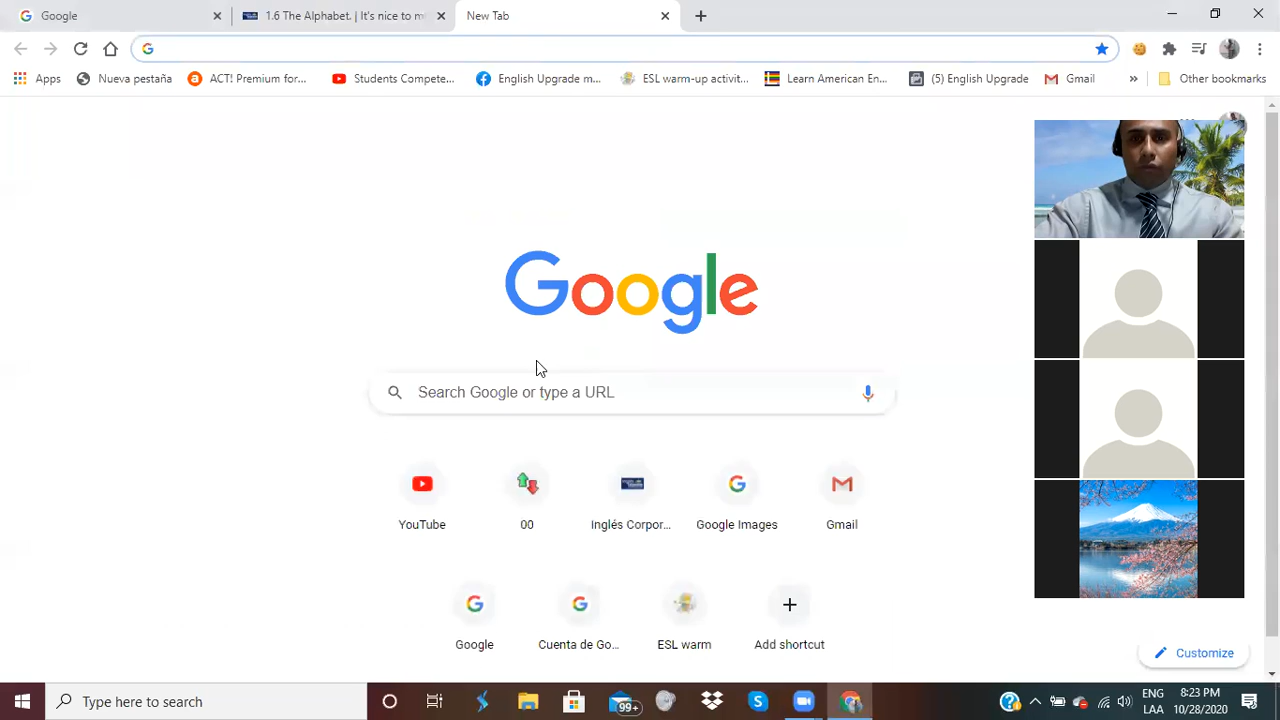 Google
1.6 The Alphabet. | It's nice to m
New Tab
Apps
Nueva pestaña
ACT! Premium for...
Students Compete...
English Upgrade m...
ESL warm-up activit...
Learn American En...
(5) English Upgrade
Gmail
»
Other bookmarks
Google
Search Google or type a URL
YouTube
00
Inglés Corpor...
Google Images
Gmail
Google
Cuenta de Go...
ESL warm
Add shortcut
Customize
Type here to search
99+
ENG
LAA
8:23 PM
10/28/2020